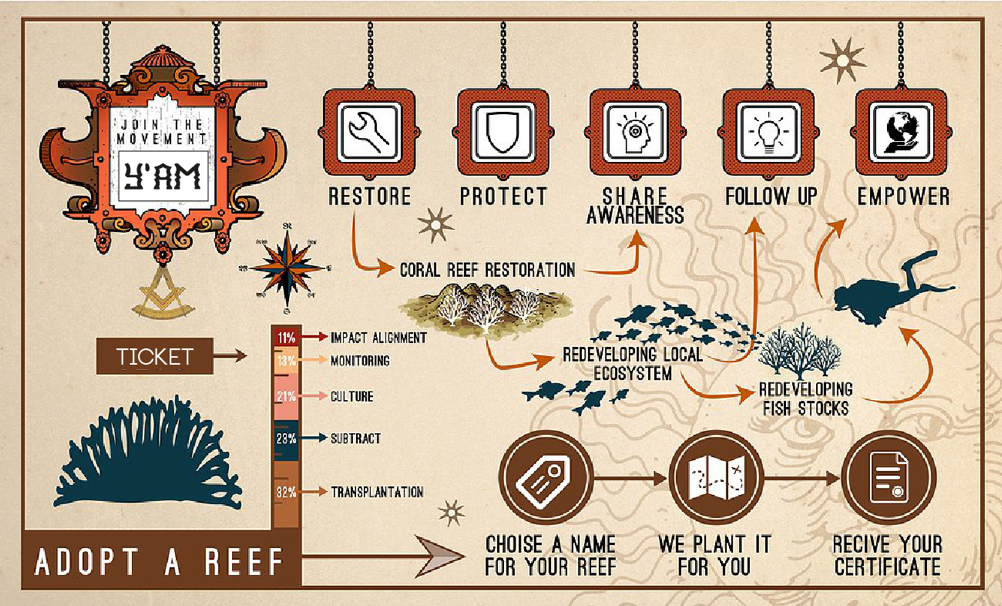 JOIN THE
MOVEMENT
Y'AM
RESTORE
PROTECT
SHARE
AWARENESS
FOLLOW UP
EMPOWER
CORAL REEF RESTORATION
REDEVELOPING LOCAL
ECOSYSTEM
REDEVELOPING
FISH STOCKS
TICKET
11% IMPACT ALIGNMENT
13% MONITORING
21% CULTURE
23% SUBTRACT
32% TRANSPLANTATION
ADOPT A REEF
CHOISE A NAME
FOR YOUR REEF
WE PLANT IT
FOR YOU
RECIVE YOUR
CERTIFICATE